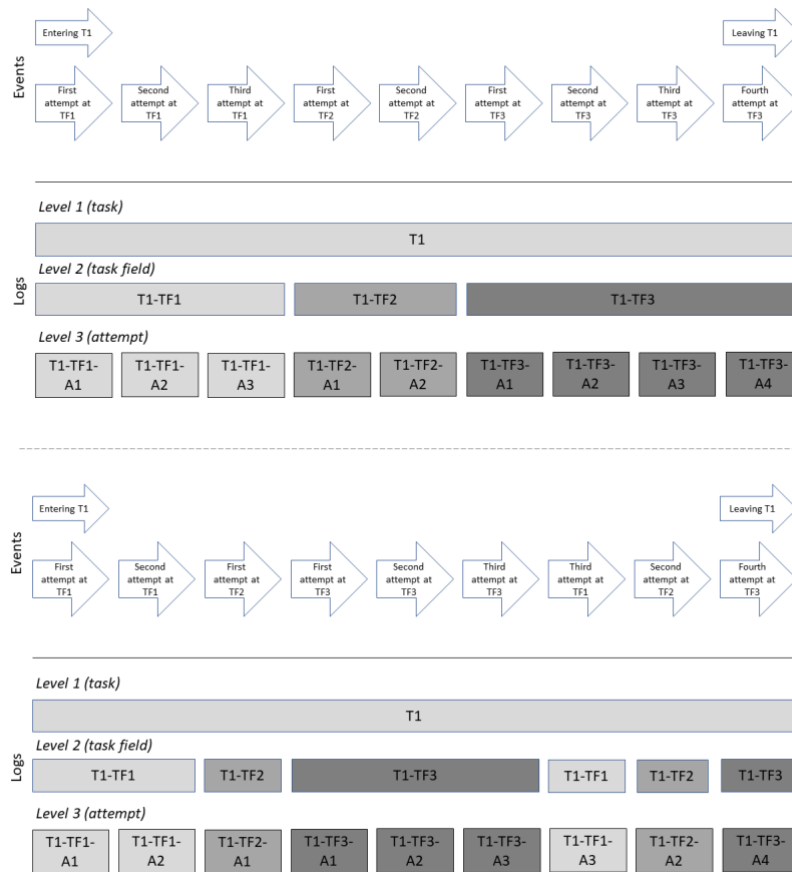 Events
Entering T1
Leaving T1
First
attempt at
TF1
Second
attempt at
TF1
Third
attempt at
TF1
First
attempt at
TF2
Second
attempt at
TF2
First
attempt at
TF3
Second
attempt at
TF3
Third
attempt at
TF3
Fourth
attempt at
TF3
Logs
Level 1 (task)
T1
Level 2 (task field)
T1-TF1
T1-TF2
T1-TF3
Level 3 (attempt)
T1-TF1-
A1
T1-TF1-
A2
T1-TF1-
A3
T1-TF2-
A1
T1-TF2-
A2
T1-TF3-
A1
T1-TF3-
A2
T1-TF3-
A3
T1-TF3-
A4
Events
Entering T1
Leaving T1
First
attempt at
TF1
Second
attempt at
TF1
First
attempt at
TF2
First
attempt at
TF3
Second
attempt at
TF3
Third
attempt at
TF3
Third
attempt at
TF1
Second
attempt at
TF2
Fourth
attempt at
TF3
Logs
Level 1 (task)
T1
Level 2 (task field)
T1-TF1
T1-TF2
T1-TF3
T1-TF1
T1-TF2
T1-TF3
Level 3 (attempt)
T1-TF1-
A1
T1-TF1-
A2
T1-TF2-
A1
T1-TF3-
A1
T1-TF3-
A2
T1-TF3-
A3
T1-TF1-
A3
T1-TF2-
A2
T1-TF3-
A4